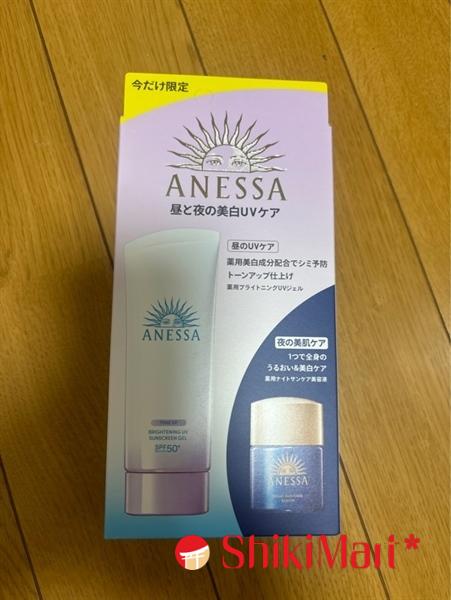 今だけ限定
ANESSA
昼と夜の美白UVケア
昼のUVケア
薬用美白成分配合でシミ予防
トーンアップ仕上げ
薬用ブライトニングUVジェル
ANESSA
TONE UP
BRIGHTENING UV
SUNSCREEN GEL
SPF50+
夜の美肌ケア
1つで全身の
うるおい&美白ケア
薬用ナイトサンケア美容液
ANESSA
ShikiMart*